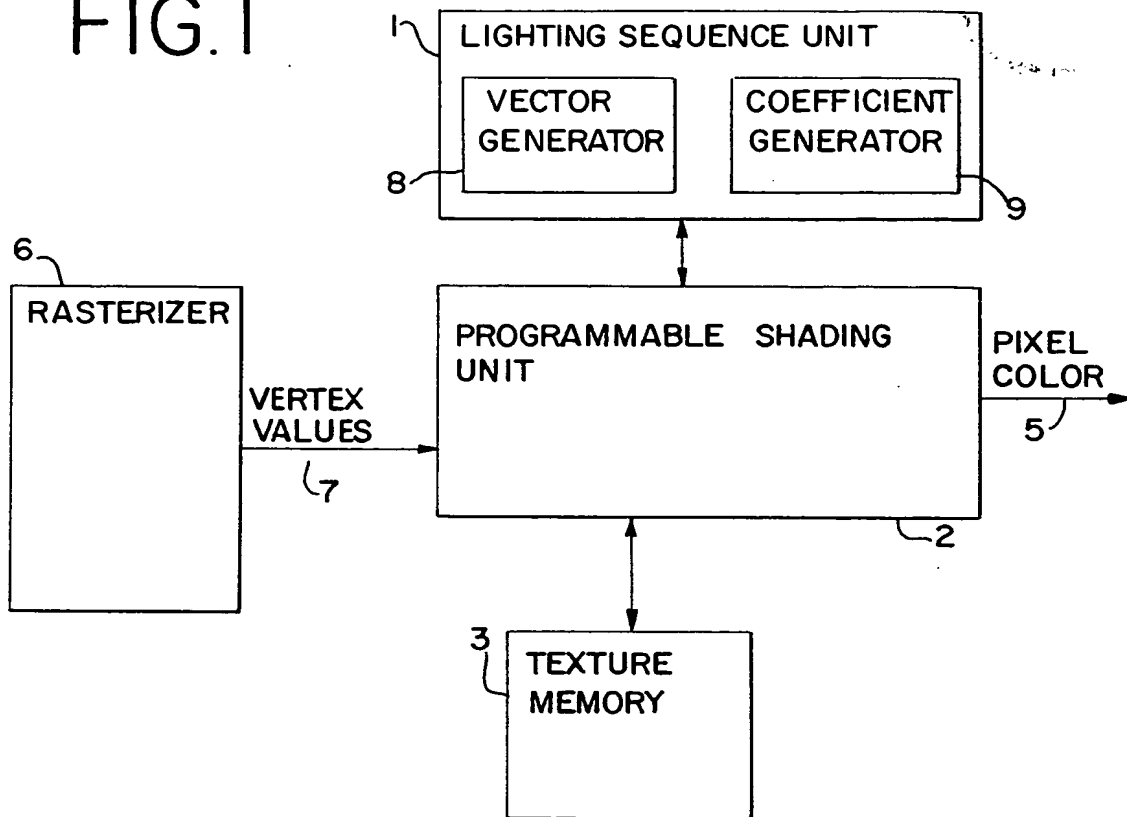 FIG. 1
1
LIGHTING SEQUENCE UNIT
VECTOR
GENERATOR
COEFFICIENT
GENERATOR
8
9
6
RASTERIZER
PROGRAMMABLE SHADING
UNIT
PIXEL
COLOR
5
VERTEX
VALUES
7
2
3
TEXTURE
MEMORY